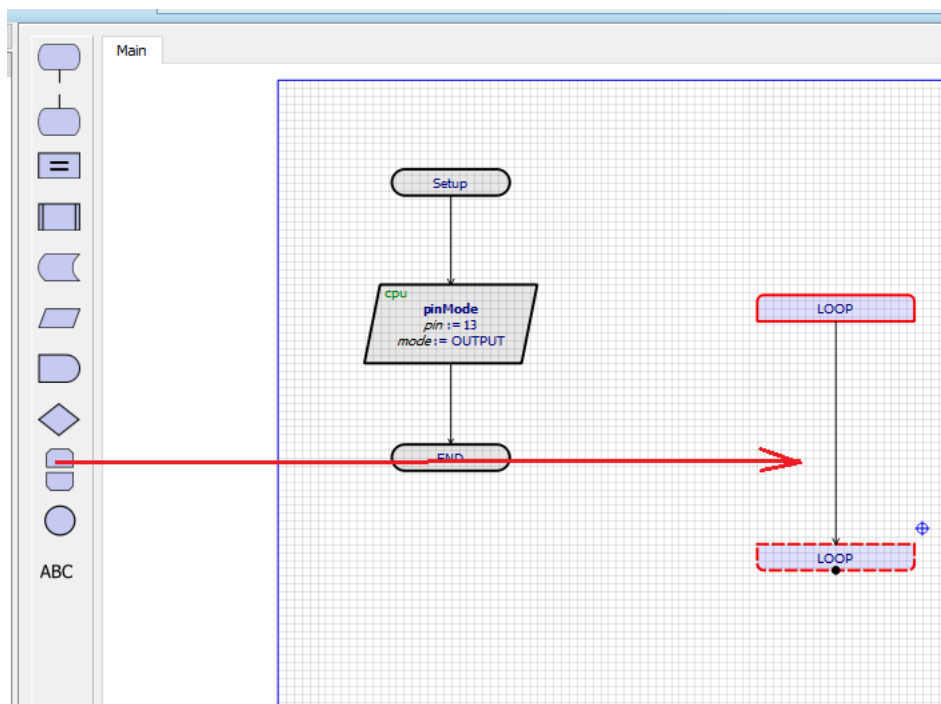 Main
Setup
cpu
pinMode
pin := 13
mode := OUTPUT
END
LOOP
LOOP
ABC